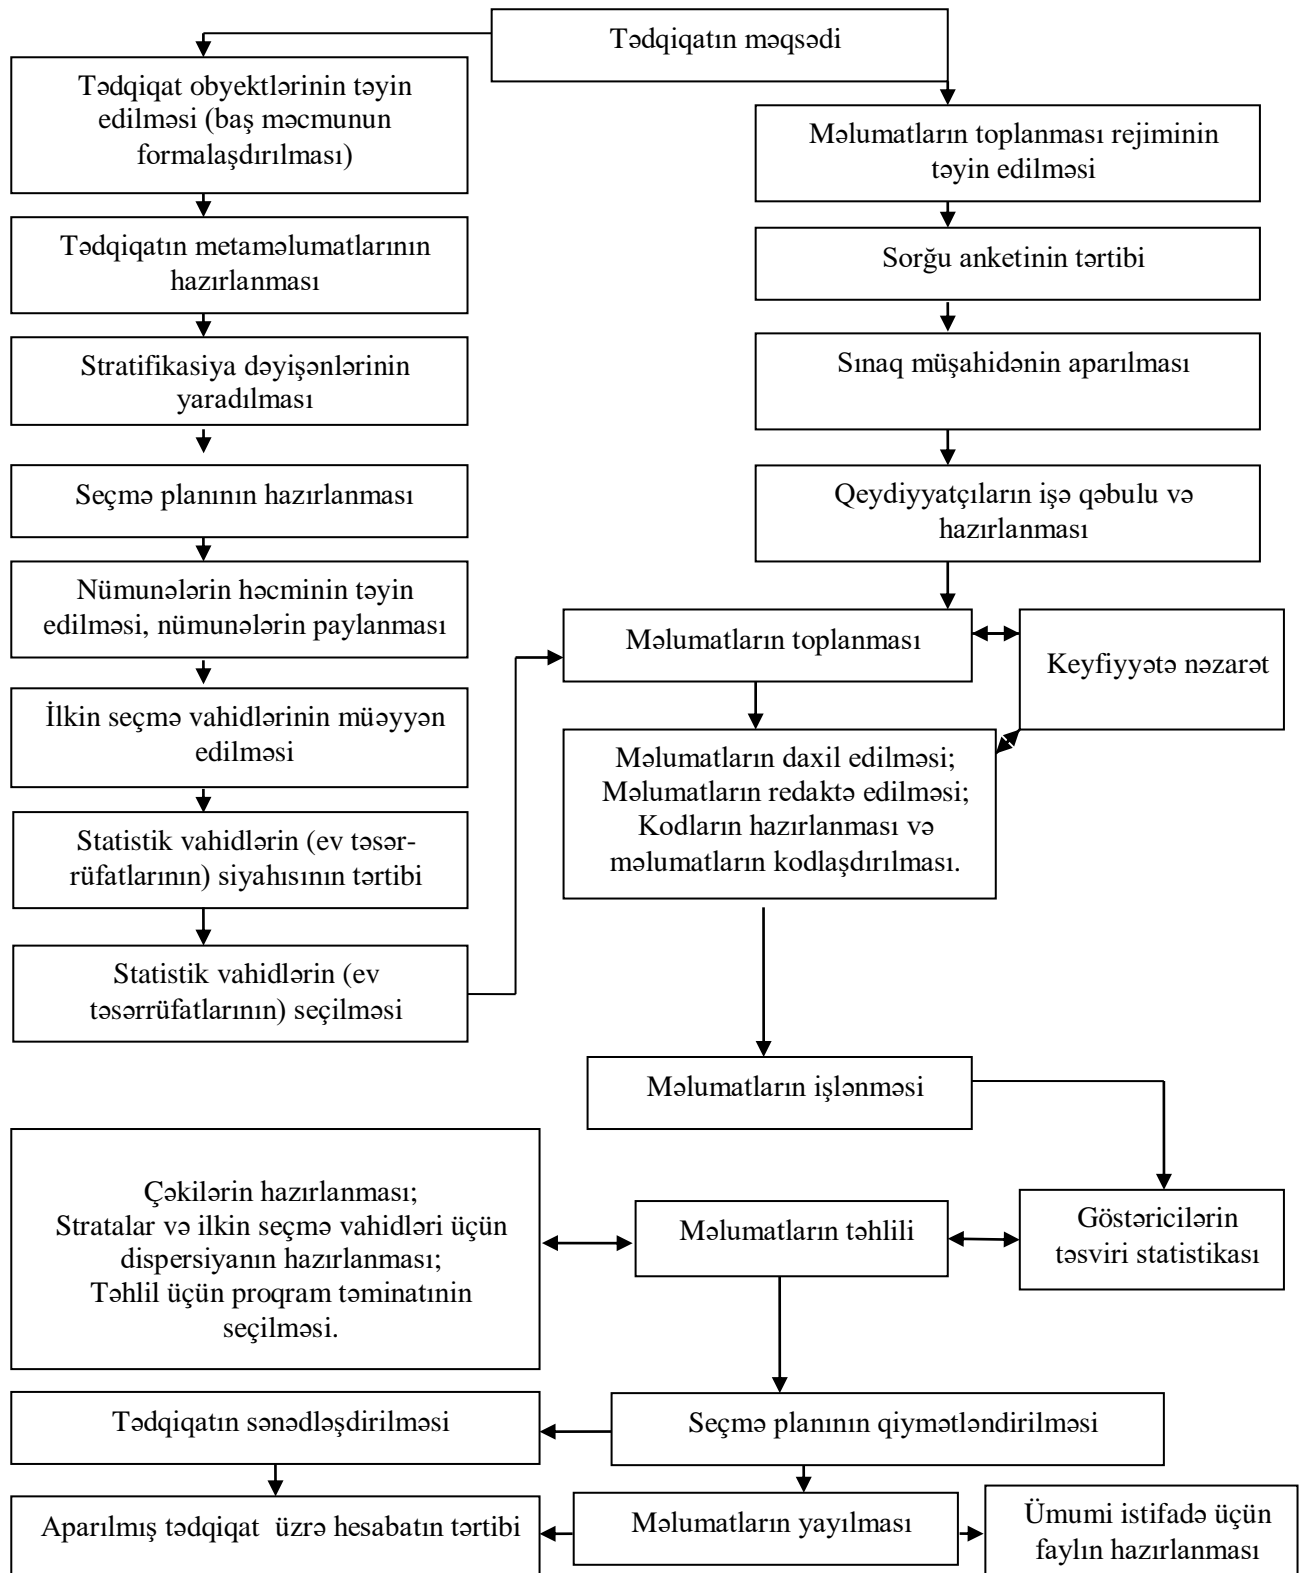 Tədqiqatın məqsədi
Tədqiqat obyektlərinin təyin
edilməsi (baş məcmunun
formalaşdırılması)
Tədqiqatın metaməlumatlarının
hazırlanması
Stratifikasiya dəyişənlərinin
yaradılması
Seçmə planının hazırlanması
Nümunələrin həcminin təyin
edilməsi, nümunələrin paylanması
İlkin seçmə vahidlərinin müəyyən
edilməsi
Statistik vahidlərin (ev təsər-
rüfatlarının) siyahısının tərtibi
Statistik vahidlərin (ev
təsərrüfatlarının) seçilməsi
Məlumatların toplanması rejiminin
təyin edilməsi
Sorğu anketinin tərtibi
Sınaq müşahidənin aparılması
Qeydiyyatçıların işə qəbulu və
hazırlanması
Məlumatların toplanması
Keyfiyyətə nəzarət
Məlumatların daxil edilməsi;
Məlumatların redaktə edilməsi;
Kodların hazırlanması və
məlumatların kodlaşdırılması.
Məlumatların işlənməsi
Çəkilərin hazırlanması;
Stratalar və ilkin seçmə vahidləri üçün
dispersiyanın hazırlanması;
Təhlil üçün proqram təminatınin
seçilməsi.
Məlumatların təhlili
Göstəricilərin
təsviri statistikası
Tədqiqatın sənədləşdirilməsi
Seçmə planının qiymətləndirilməsi
Aparılmış tədqiqat üzrə hesabatın tərtibi
Məlumatların yayılması
Ümumi istifadə üçün
faylın hazırlanması